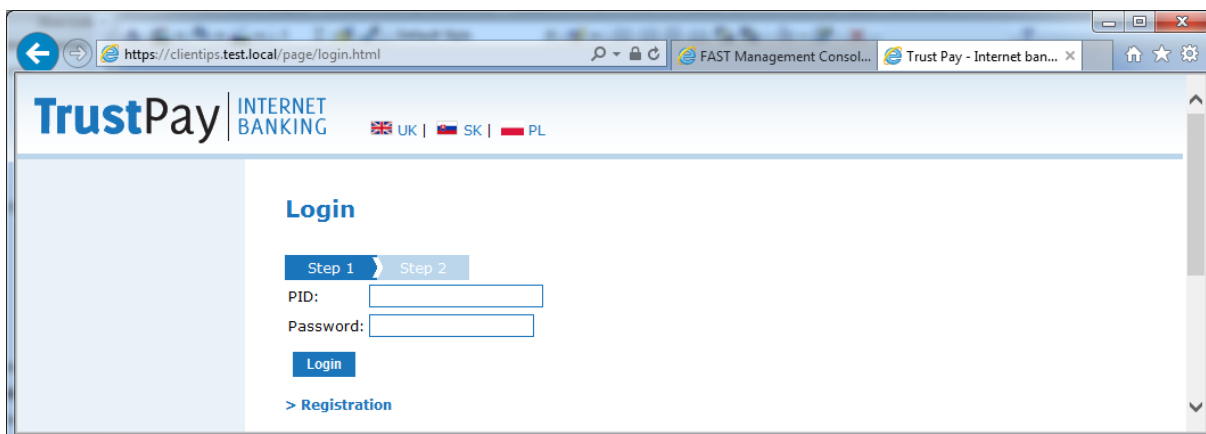 https://clientips.test.local/page/login.html
FAST Management Consol...
Trust Pay - Internet ban...
TrustPay INTERNET BANKING
UK | SK | PL
Login
Step 1 Step 2
PID:
Password:
Login
> Registration